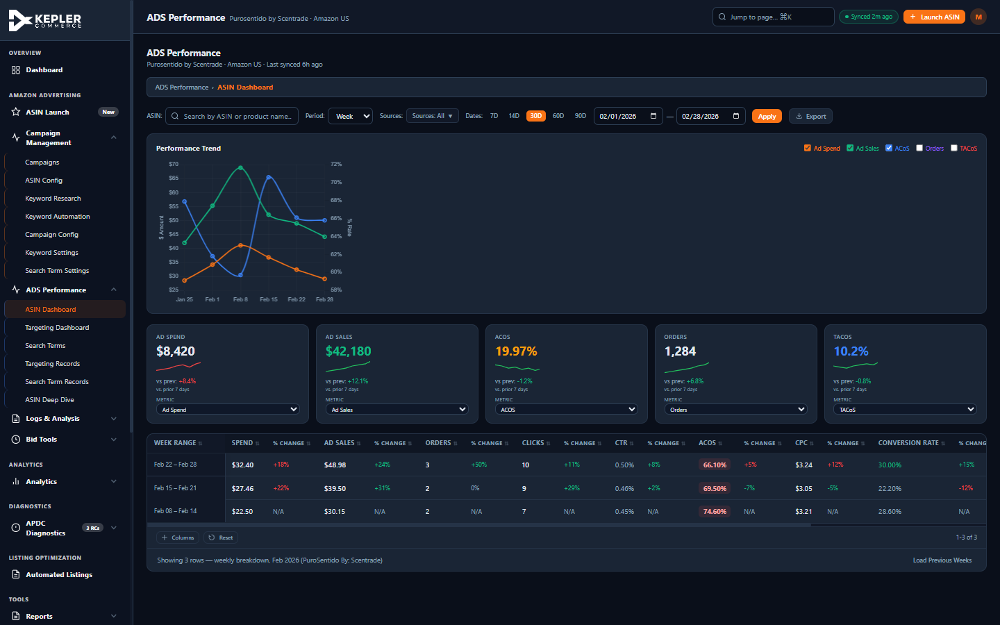 KEPLER
COMMERCE
OVERVIEW
Dashboard
AMAZON ADVERTISING
ASIN Launch New
Campaign
Management
Campaigns
ASIN Config
Keyword Research
Keyword Automation
Campaign Config
Keyword Settings
Search Term Settings
ADS Performance
ASIN Dashboard
Targeting Dashboard
Search Terms
Targeting Records
Search Term Records
ASIN Deep Dive
Logs & Analysis
Bid Tools
ANALYTICS
Analytics
DIAGNOSTICS
APDC
Diagnostics 3 RCs
LISTING OPTIMIZATION
Automated Listings
TOOLS
Reports
ADS Performance Purosentido by Scentrade · Amazon US
Jump to page... ⌘K
Synced 2m ago
+ Launch ASIN
M
ADS Performance
Purosentido by Scentrade · Amazon US · Last synced 6h ago
ADS Performance › ASIN Dashboard
ASIN: Search by ASIN or product name.. Period: Week Sources: Sources: All ▾ Dates: 7D 14D 30D 60D 90D 02/01/2026 — 02/28/2026 Apply Export
Performance Trend
Ad Spend Ad Sales ACoS Orders TACoS
$70 72%
$65 70%
$60
$55 68%
$50 66%
$45 64%
$40
$35 62%
$30 60%
$25 58%
$ Amount
% Rate
Jan 25 Feb 1 Feb 8 Feb 15 Feb 22 Feb 28
AD SPEND
$8,420
vs prev: +8.4%
vs. prior 7 days
METRIC
Ad Spend
AD SALES
$42,180
vs prev: +12.1%
vs. prior 7 days
METRIC
Ad Sales
ACOS
19.97%
vs prev: -1.2%
vs. prior 7 days
METRIC
ACOS
ORDERS
1,284
vs prev: +6.8%
vs. prior 7 days
METRIC
Orders
TACOS
10.2%
vs prev: -0.8%
vs. prior 7 days
METRIC
TACoS
WEEK RANGE SPEND % CHANGE AD SALES % CHANGE ORDERS % CHANGE CLICKS % CHANGE CTR % CHANGE ACOS % CHANGE CPC % CHANGE CONVERSION RATE % CHANG
Feb 22 – Feb 28 $32.40 +18% $48.98 +24% 3 +50% 10 +11% 0.50% +8% 66.10% +5% $3.24 +12% 30.00% +15%
Feb 15 – Feb 21 $27.46 +22% $39.50 +31% 2 0% 9 +29% 0.46% +2% 69.50% -7% $3.05 -5% 22.20% -12%
Feb 08 – Feb 14 $22.50 N/A $30.15 N/A 2 N/A 7 N/A 0.45% N/A 74.60% N/A $3.21 N/A 28.60% N/A
+ Columns Reset 1-3 of 3
Showing 3 rows — weekly breakdown, Feb 2026 (PuroSentido By: Scentrade) Load Previous Weeks